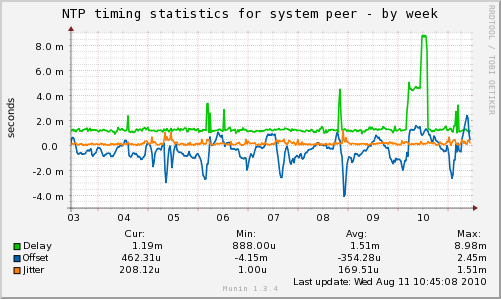 NTP timing statistics for system peer - by week
RRDTOOL / TOBI OETIKER
seconds
8.0 m
6.0 m
4.0 m
2.0 m
0.0
-2.0 m
-4.0 m
03 04 05 06 07 08 09 10
Cur: Min: Avg: Max:
Delay 1.19m 888.00u 1.51m 8.98m
Offset 462.31u -4.15m -354.28u 2.45m
Jitter 208.12u 1.00u 169.51u 1.51m
Last update: Wed Aug 11 10:45:08 2010
Munin 1.3.4